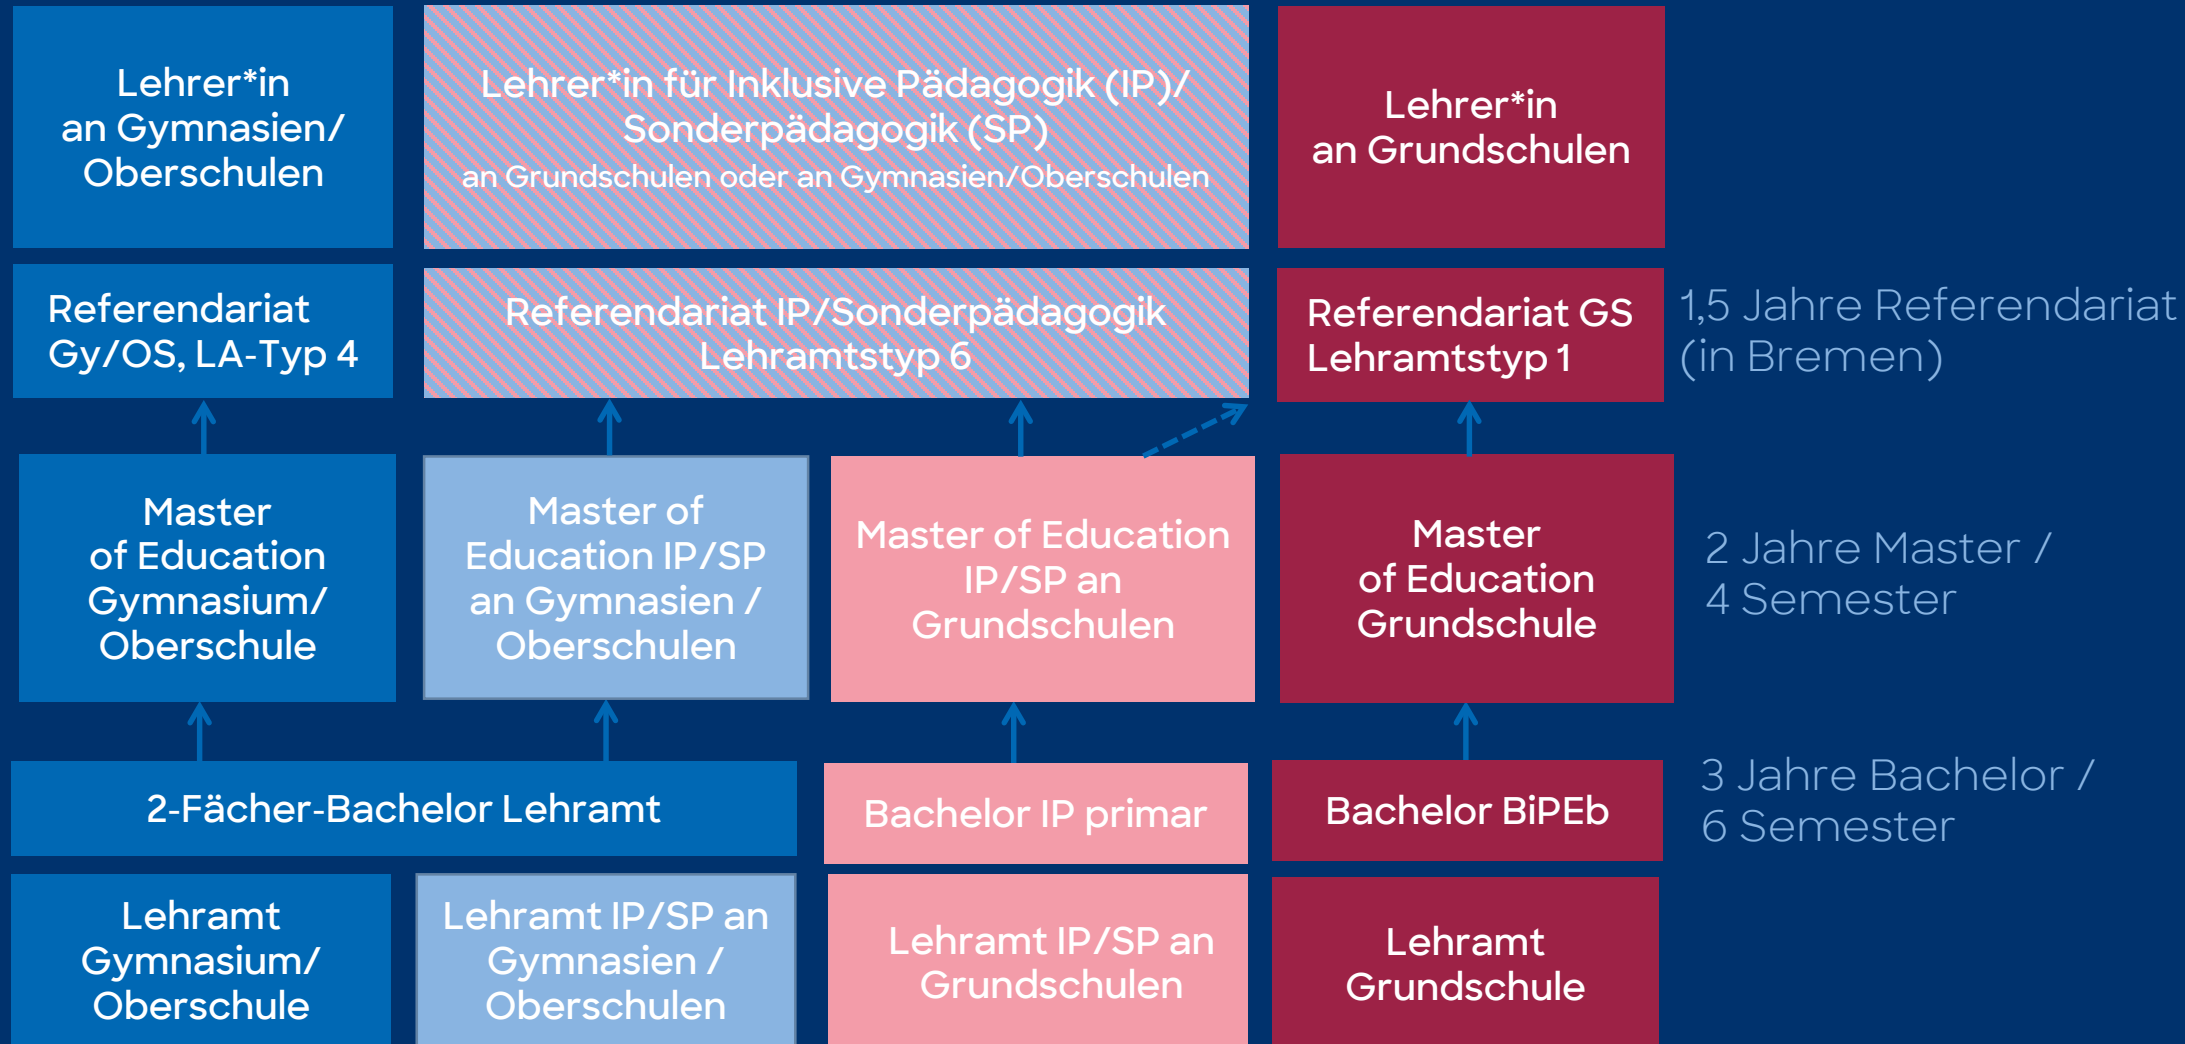 Lehrer*in
an Gymnasien/
Oberschulen
Lehrer*in für Inklusive Pädagogik (IP)/
Sonderpädagogik (SP)
an Grundschulen oder an Gymnasien/Oberschulen
Lehrer*in
an Grundschulen
Referendariat
Gy/OS, LA-Typ 4
Referendariat IP/Sonderpädagogik
Lehramtstyp 6
Referendariat GS
Lehramtstyp 1
1,5 Jahre Referendariat
(in Bremen)
Master
of Education
Gymnasium/
Oberschule
Master of
Education IP/SP
an Gymnasien /
Oberschulen
Master of Education
IP/SP an
Grundschulen
Master
of Education
Grundschule
2 Jahre Master /
4 Semester
2-Fächer-Bachelor Lehramt
Bachelor IP primar
Bachelor BiPEb
3 Jahre Bachelor /
6 Semester
Lehramt
Gymnasium/
Oberschule
Lehramt IP/SP an
Gymnasien /
Oberschulen
Lehramt IP/SP an
Grundschulen
Lehramt
Grundschule